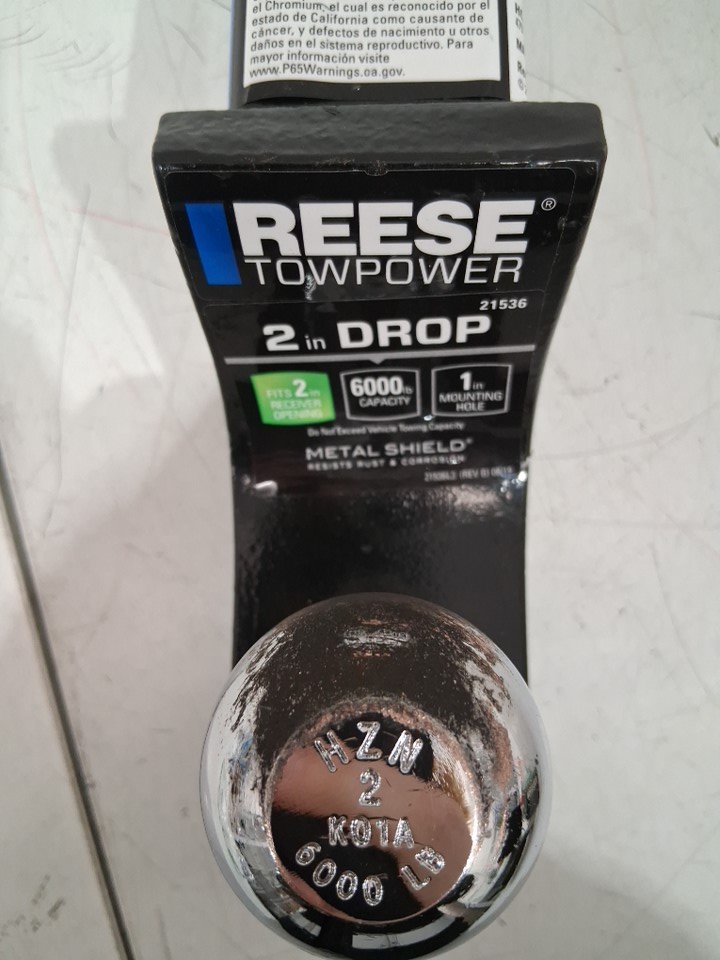 el Chromium, el cual es reconocido por el
estado de California como causante de
cáncer, y defectos de nacimiento u otros
daños en el sistema reproductivo. Para
mayor información visite
www.P65Warnings.oa.gov.
REESE®
TOWPOWER
21536
2 in DROP
FITS 2 in
RECEIVER
OPENING
6000 lb
CAPACITY
1 in
MOUNTING
HOLE
Do Not Exceed Vehicle Towing Capacity
METAL SHIELD®
RESISTS RUST & CORROSION
HZN
2
KOTA
6000 LB